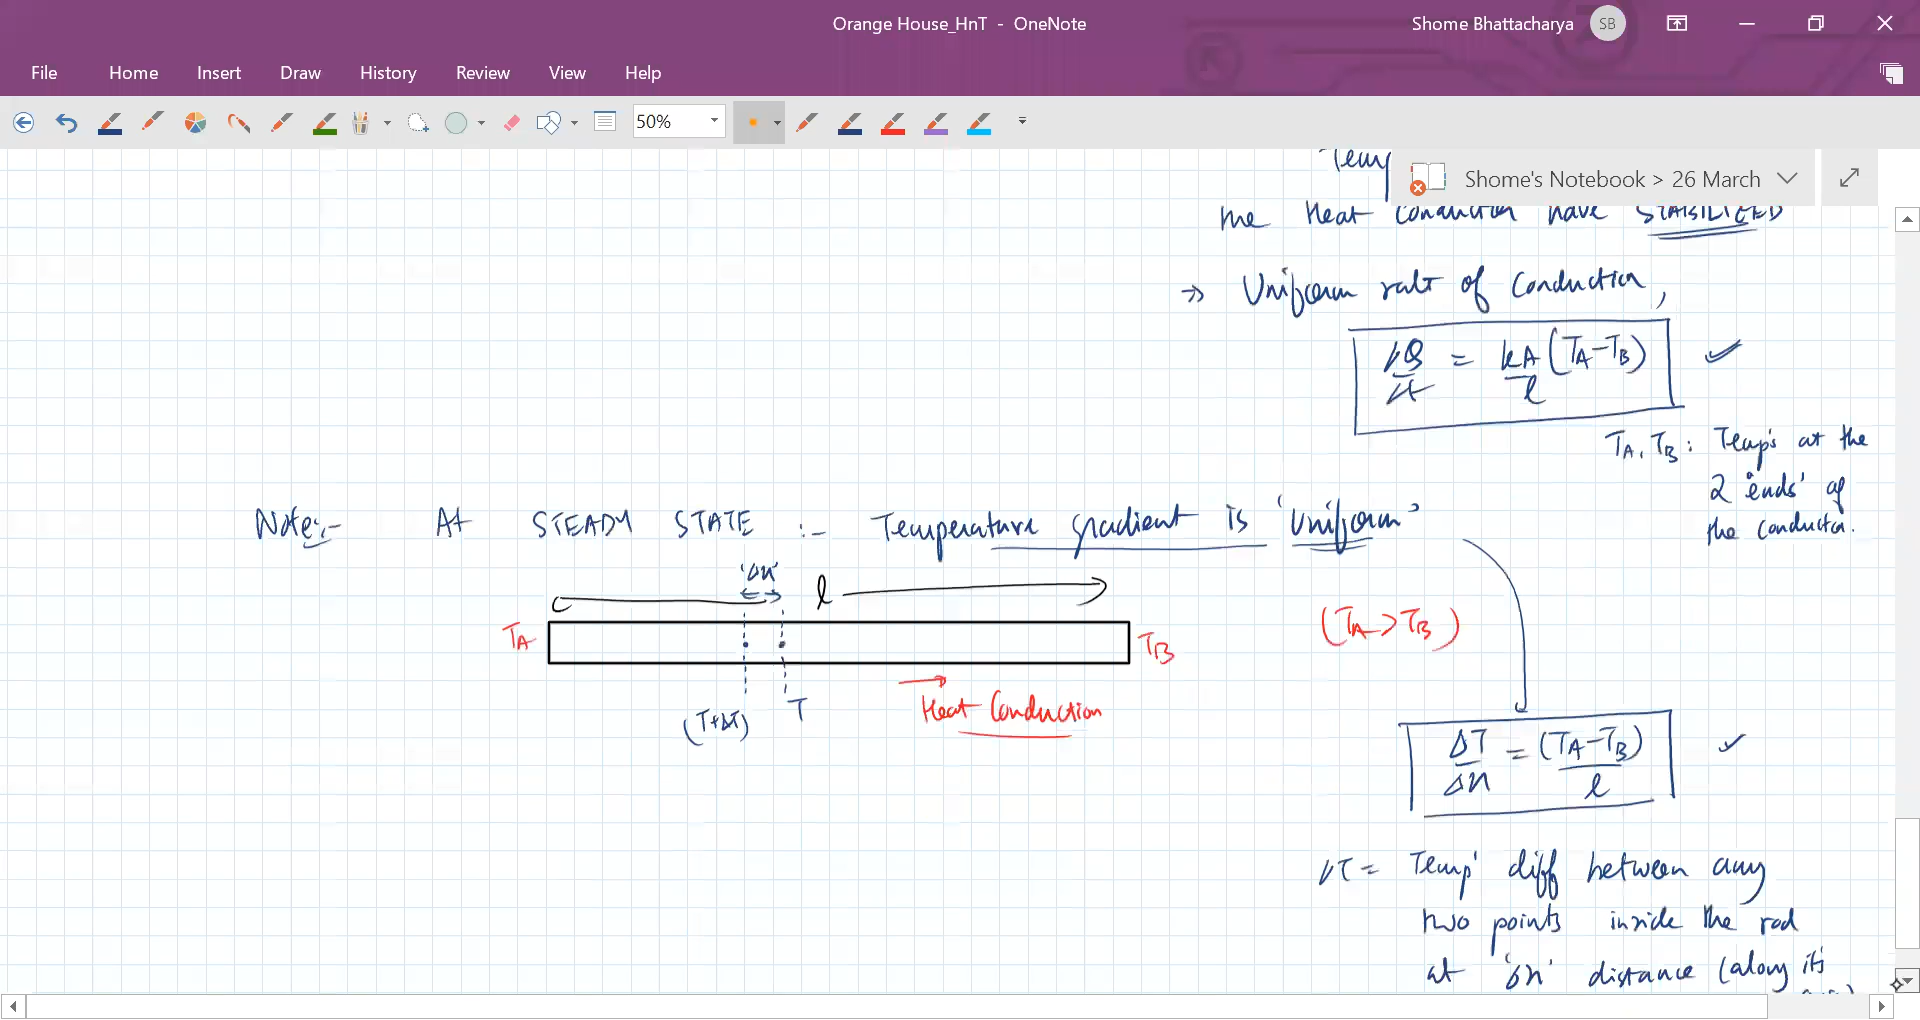 Orange House_HnT - OneNote
Shome Bhattacharya
SB
File Home Insert Draw History Review View Help
50%
Shome's Notebook > 26 March
Temp
the Heat Conduction have STABILIZED
→ Uniform rate of Conduction,
ΔQ/Δt = kA/l (TA-TB) ✓
TA, TB: Temp's at the
2 'ends' of
the conductor.
Note:- At STEADY STATE :- Temperature gradient is 'Uniform'
'Δx'
l
TA
TB
(TA>TB)
(T+ΔT)
T
Heat Conduction
ΔT/Δx = (TA-TB)/l ✓
ΔT = Temp' diff between any
two points inside the rod
at 'Δx' distance (along its